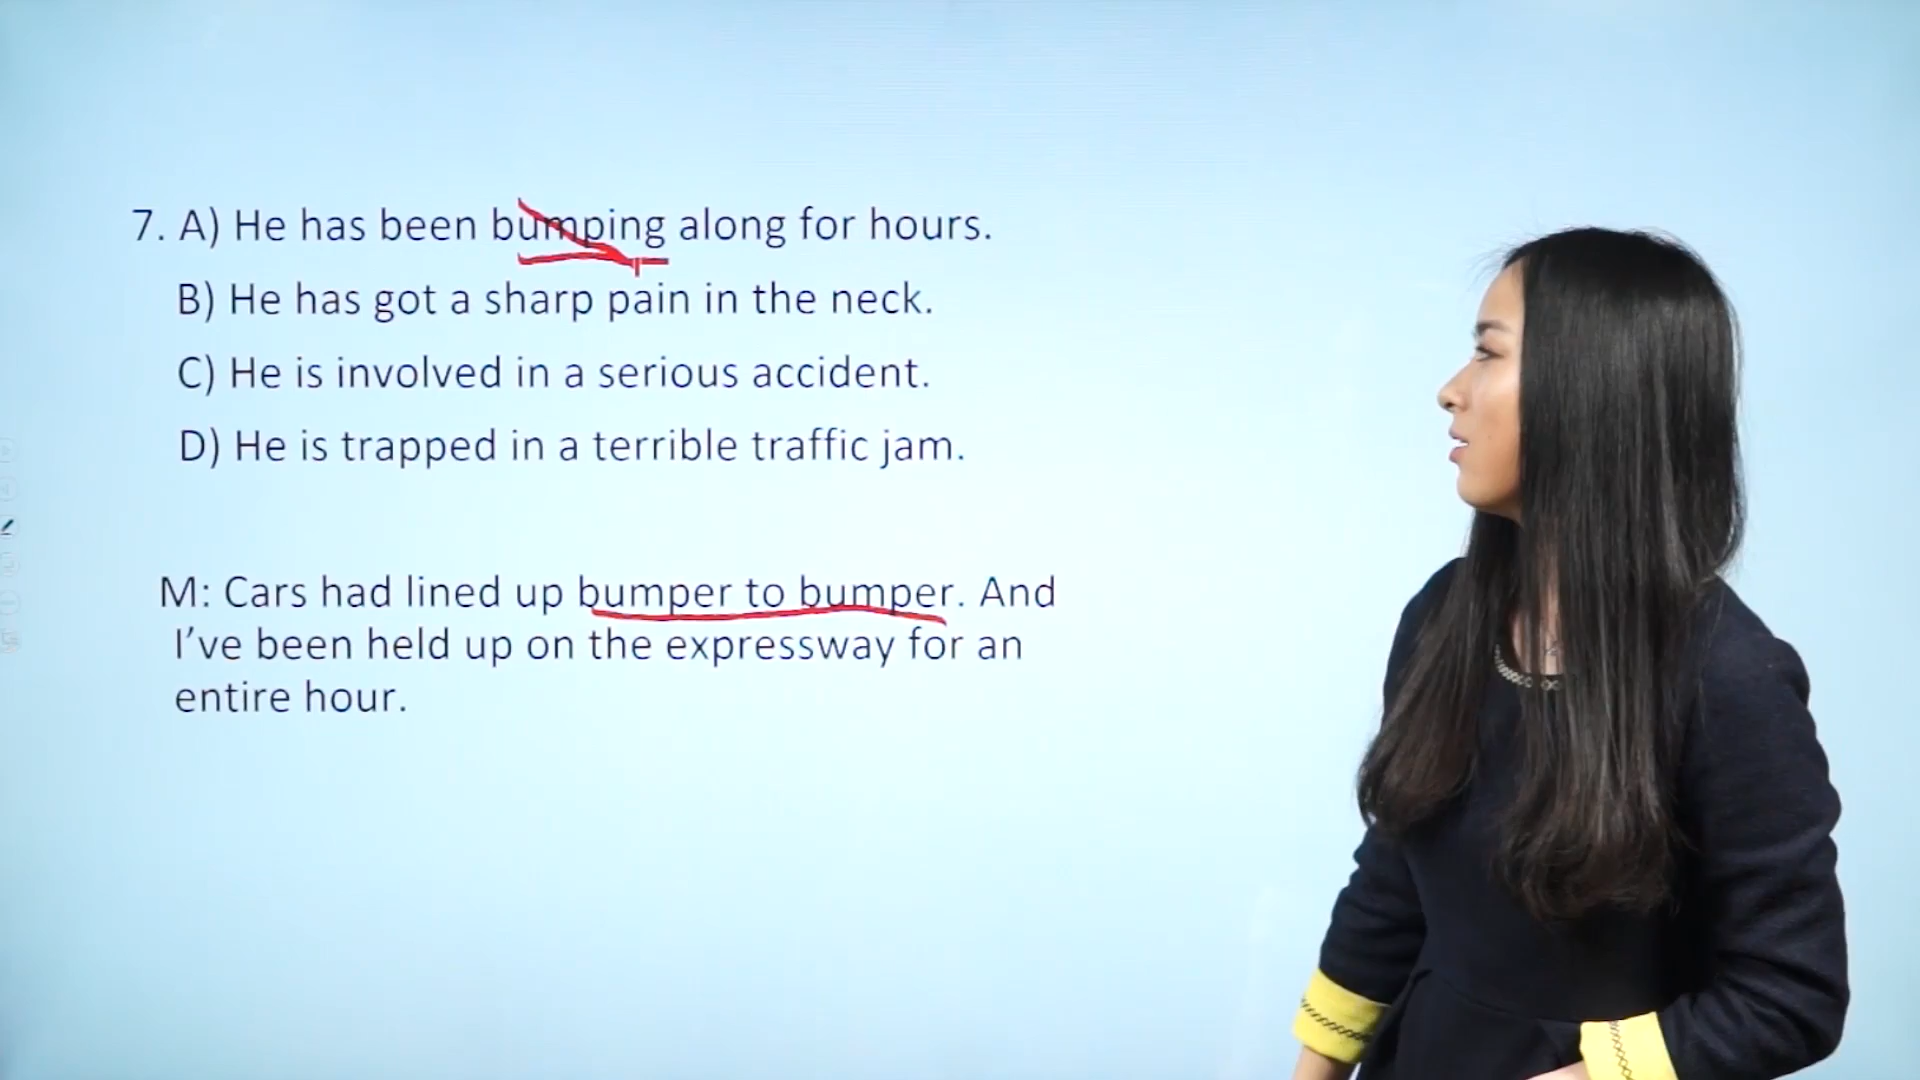 7. A) He has been bumping along for hours.
B) He has got a sharp pain in the neck.
C) He is involved in a serious accident.
D) He is trapped in a terrible traffic jam.
M: Cars had lined up bumper to bumper. And
I’ve been held up on the expressway for an
entire hour.